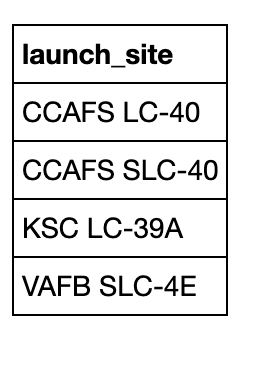 launch_site
CCAFS LC-40
CCAFS SLC-40
KSC LC-39A
VAFB SLC-4E